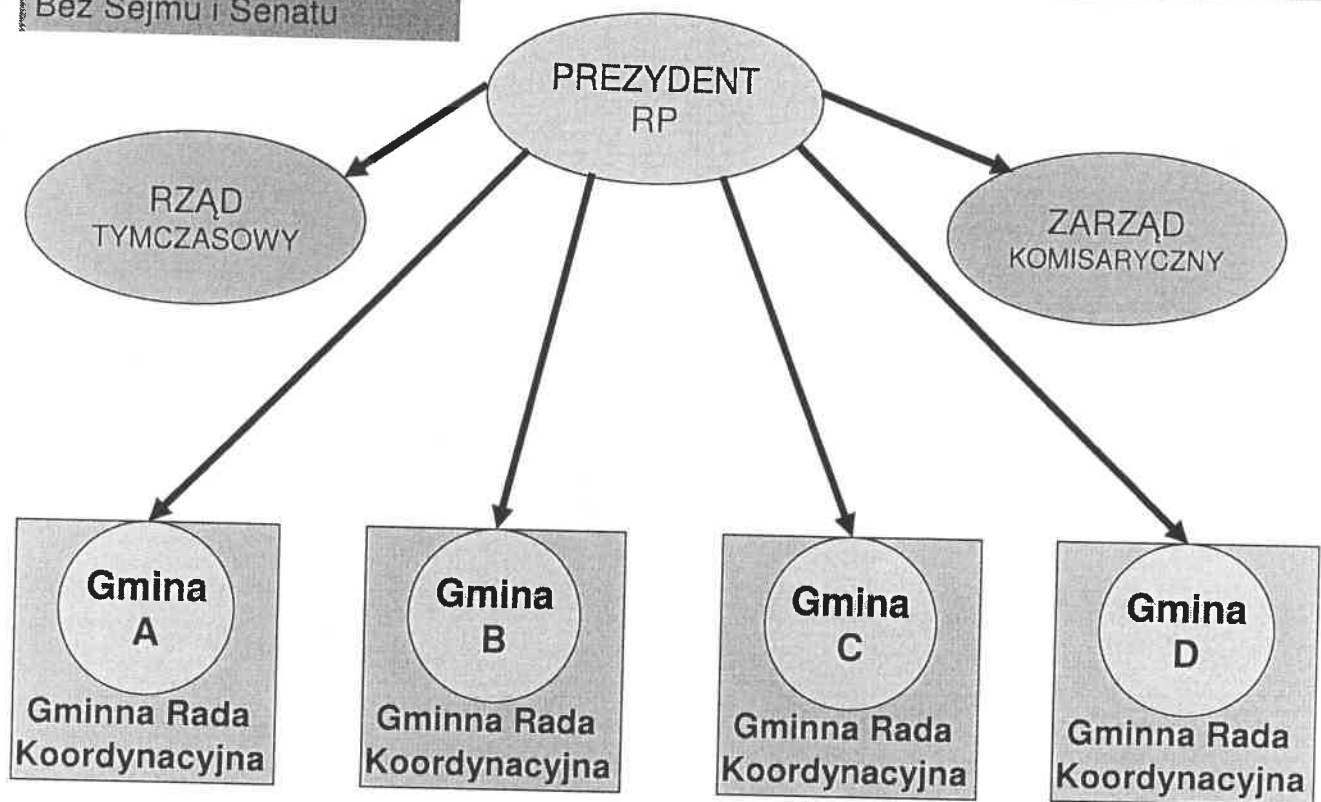 Bez Sejmu i Senatu
PREZYDENT
RP
RZĄD
TYMCZASOWY
ZARZĄD
KOMISARYCZNY
Gmina
A
Gminna Rada
Koordynacyjna
Gmina
B
Gminna Rada
Koordynacyjna
Gmina
C
Gminna Rada
Koordynacyjna
Gmina
D
Gminna Rada
Koordynacyjna